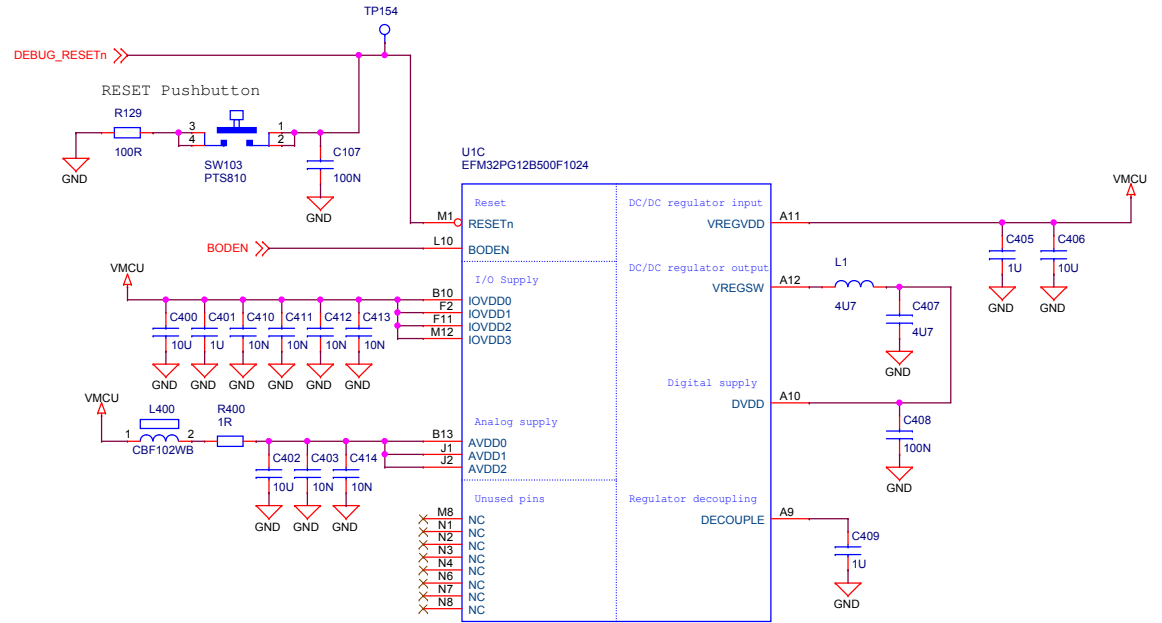 TP154
DEBUG_RESETn
RESET Pushbutton
R129
100R
GND
3
4
1
2
SW103
PTS810
C107
100N
GND
U1C
EFM32PG12B500F1024
Reset
M1
RESETn
BODEN
L10
BODEN
DC/DC regulator input
VREGVDD
A11
VMCU
C405
1U
GND
C406
10U
GND
DC/DC regulator output
VREGSW
A12
L1
4U7
C407
4U7
GND
VMCU
I/O Supply
B10
IOVDD0
F2
IOVDD1
F11
IOVDD2
M12
IOVDD3
C400
10U
GND
C401
1U
GND
C410
10N
GND
C411
10N
GND
C412
10N
GND
C413
10N
GND
Digital supply
DVDD
A10
C408
100N
GND
VMCU
L400
1
2
CBF102WB
R400
1R
Analog supply
B13
AVDD0
J1
AVDD1
J2
AVDD2
C402
10U
GND
C403
10N
GND
C414
10N
GND
Unused pins
M8
NC
N1
NC
N2
NC
N3
NC
N4
NC
N6
NC
N7
NC
N8
NC
Regulator decoupling
DECOUPLE
A9
C409
1U
GND